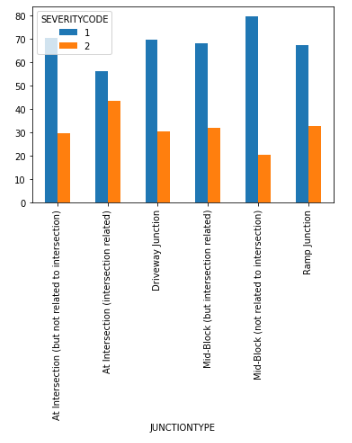 SEVERITYCODE
1
2
80
70
60
50
40
30
20
10
0
At Intersection (but not related to intersection)
At Intersection (intersection related)
Driveway Junction
Mid-Block (but intersection related)
Mid-Block (not related to intersection)
Ramp Junction
JUNCTIONTYPE